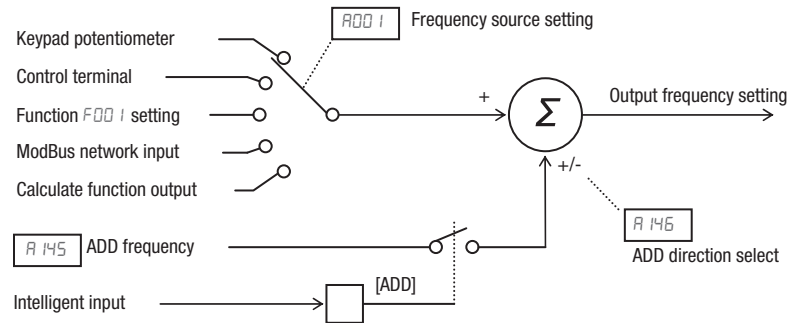 A001 Frequency source setting
Keypad potentiometer
Control terminal
Function F001 setting
ModBus network input
Calculate function output
+
Σ
Output frequency setting
+/-
A146
ADD direction select
A145 ADD frequency
[ADD]
Intelligent input